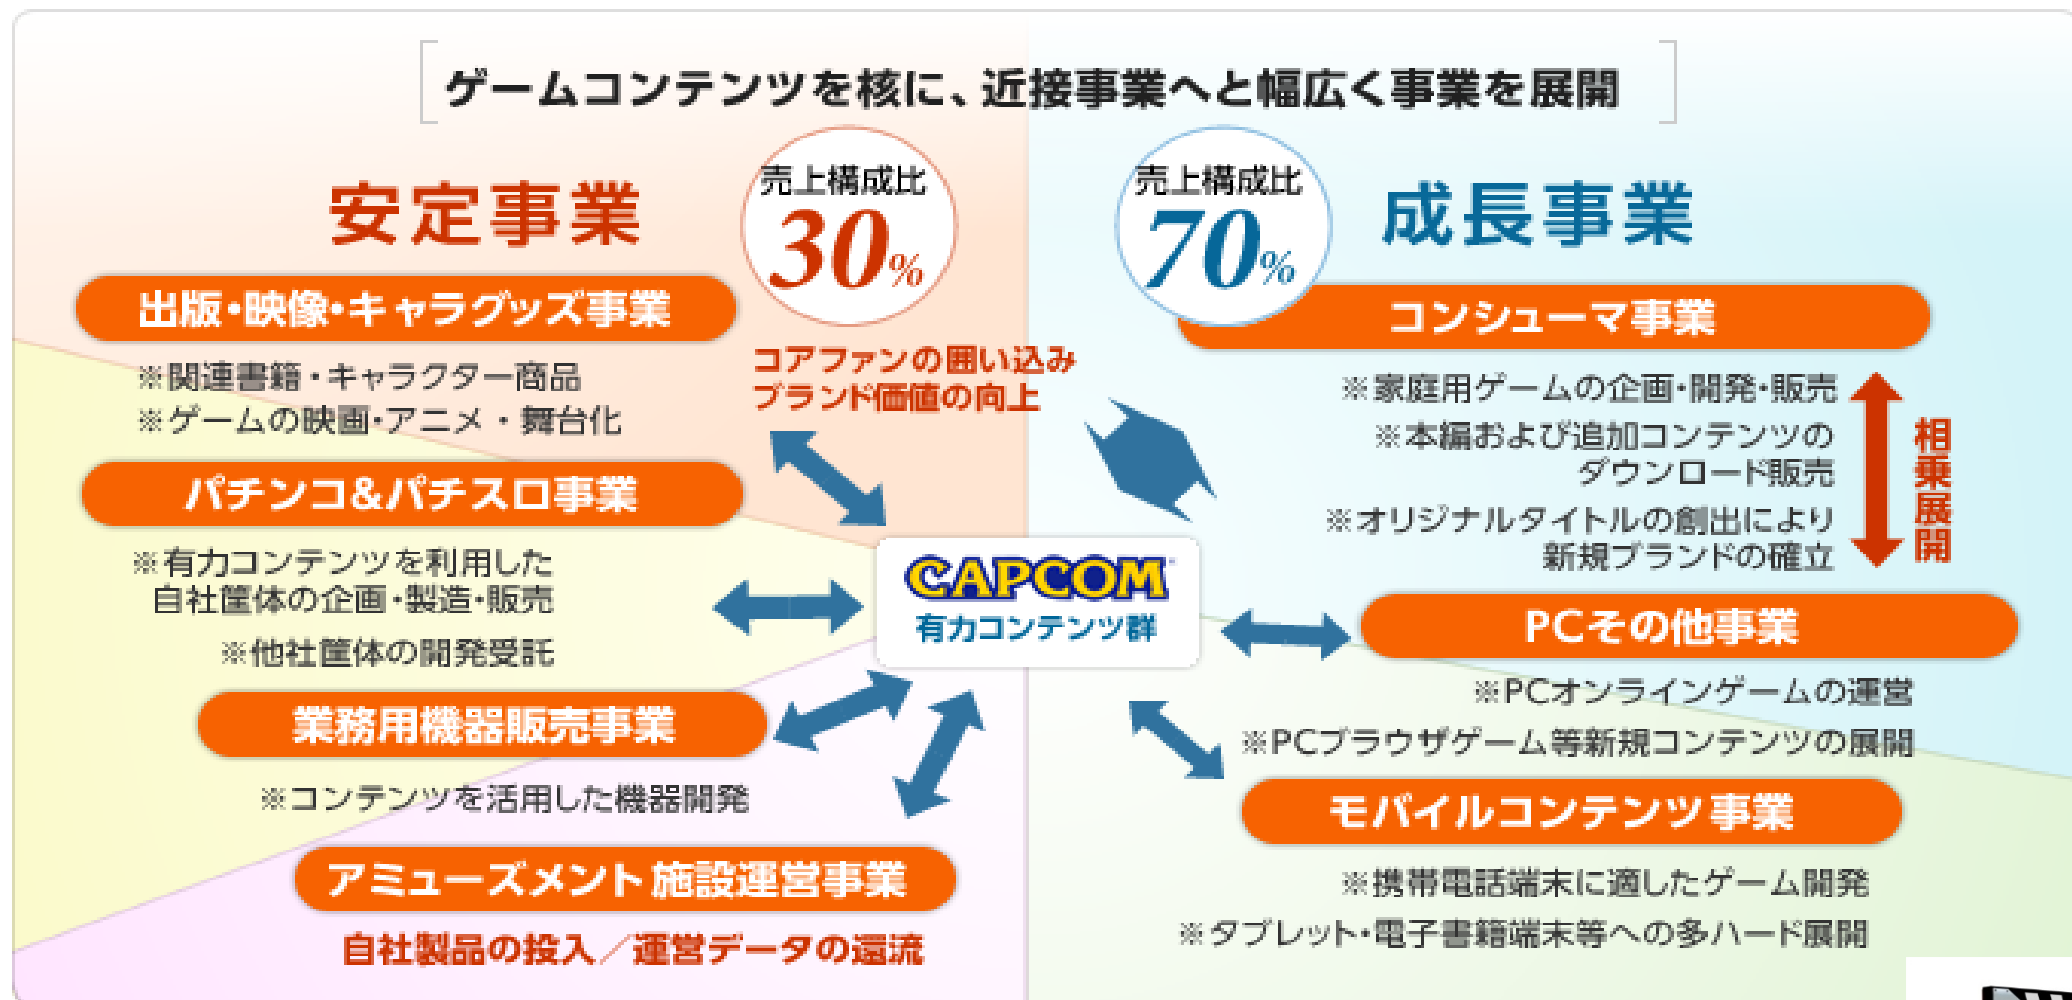 ゲームコンテンツを核に、近接事業へと幅広く事業を展開
安定事業
売上構成比
30%
出版・映像・キャラグッズ事業
※関連書籍・キャラクター商品
※ゲームの映画・アニメ・舞台化
コアファンの囲い込み
ブランド価値の向上
パチンコ&パチスロ事業
※有力コンテンツを利用した
自社筐体の企画・製造・販売
※他社筐体の開発受託
業務用機器販売事業
※コンテンツを活用した機器開発
アミューズメント施設運営事業
自社製品の投入／運営データの還流
CAPCOM
有力コンテンツ群
売上構成比
70%
成長事業
コンシューマ事業
※家庭用ゲームの企画・開発・販売
※本編および追加コンテンツの
ダウンロード販売
※オリジナルタイトルの創出により
新規ブランドの確立
相乗展開
PCその他事業
※PCオンラインゲームの運営
※PCブラウザゲーム等新規コンテンツの展開
モバイルコンテンツ事業
※携帯電話端末に適したゲーム開発
※タブレット・電子書籍端末等への多ハード展開